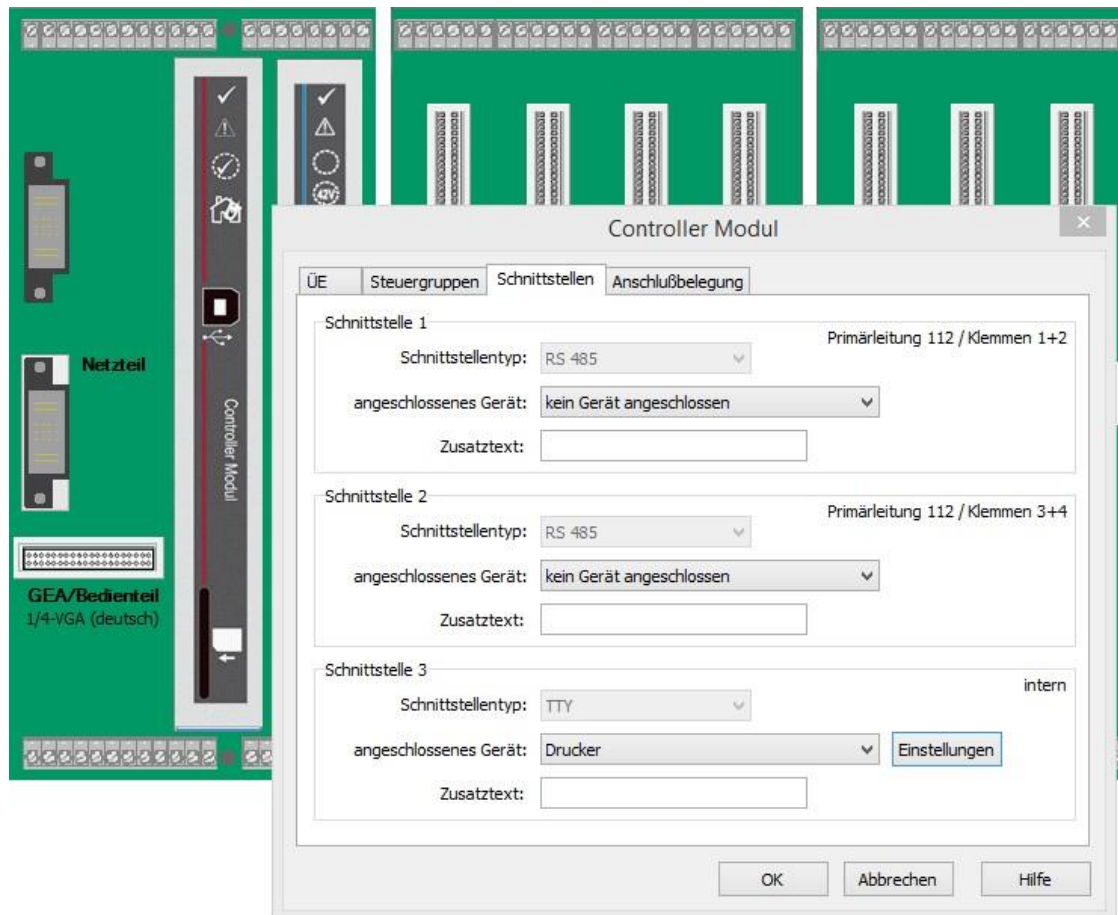 42V
Netzteil
Controller Modul
GEA/Bedienteil
1/4-VGA (deutsch)
Controller Modul
ÜE
Steuergruppen
Schnittstellen
Anschlußbelegung
Schnittstelle 1
Primärleitung 112 / Klemmen 1+2
Schnittstellentyp: RS 485
angeschlossenes Gerät: kein Gerät angeschlossen
Zusatztext:
Schnittstelle 2
Primärleitung 112 / Klemmen 3+4
Schnittstellentyp: RS 485
angeschlossenes Gerät: kein Gerät angeschlossen
Zusatztext:
Schnittstelle 3
intern
Schnittstellentyp: TTY
angeschlossenes Gerät: Drucker Einstellungen
Zusatztext:
OK Abbrechen Hilfe